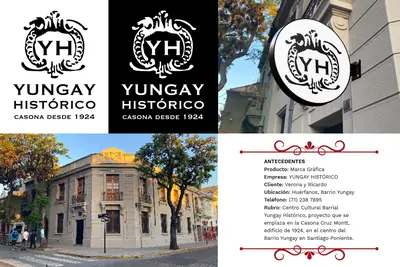 YH
YUNGAY
HISTÓRICO
CASONA DESDE 1924
YH
YUNGAY
HISTÓRICO
CASONA DESDE 1924
YH
ANTECEDENTES
Producto: Marca Gráfica
Empresa: YUNGAY HISTÓRICO
Cliente: Verona y Ricardo
Ubicación: Huérfanos, Barrio Yungay
Teléfono: (71) 238 7895
Rubro: Centro Cultural Barrial
Yungay Histórico, proyecto que se
emplaza en la Casona Cruz Montt,
edificio de 1924, en el centro del
Barrio Yungay en Santiago Poniente.